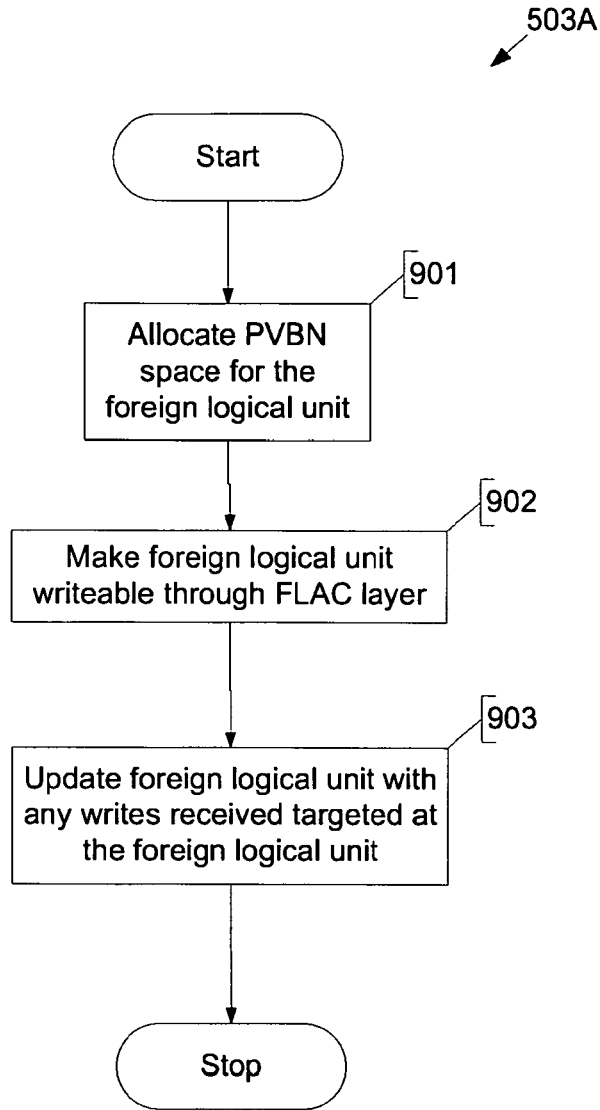 503A
Start
901
Allocate PVBN
space for the
foreign logical unit
902
Make foreign logical unit
writeable through FLAC layer
903
Update foreign logical unit with
any writes received targeted at
the foreign logical unit
Stop